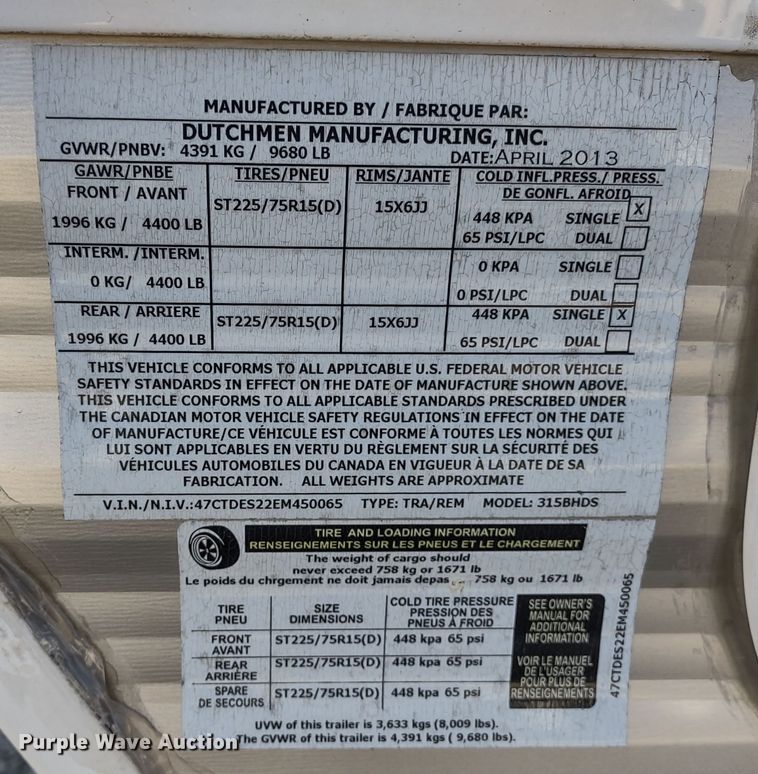 MANUFACTURED BY / FABRIQUE PAR:
DUTCHMEN MANUFACTURING, INC.
GVWR/PNBV: 4391 KG / 9680 LB DATE: APRIL 2013
GAWR/PNBE TIRES/PNEU RIMS/JANTE COLD INFL.PRESS./ PRESS. DE GONFL. AFROID
FRONT / AVANT ST225/75R15(D) 15X6JJ 448 KPA SINGLE X
1996 KG / 4400 LB 65 PSI/LPC DUAL
INTERM. /INTERM. 0 KPA SINGLE
0 KG/ 4400 LB 0 PSI/LPC DUAL
REAR / ARRIERE ST225/75R15(D) 15X6JJ 448 KPA SINGLE X
1996 KG / 4400 LB 65 PSI/LPC DUAL
THIS VEHICLE CONFORMS TO ALL APPLICABLE U.S. FEDERAL MOTOR VEHICLE
SAFETY STANDARDS IN EFFECT ON THE DATE OF MANUFACTURE SHOWN ABOVE.
THIS VEHICLE CONFORMS TO ALL APPLICABLE STANDARDS PRESCRIBED UNDER
THE CANADIAN MOTOR VEHICLE SAFETY REGULATIONS IN EFFECT ON THE DATE
OF MANUFACTURE/CE VÉHICULE EST CONFORME À TOUTES LES NORMES QUI
LUI SONT APPLICABLES EN VERTU DU RÈGLEMENT SUR LA SÉCURITÉ DES
VÉHICULES AUTOMOBILES DU CANADA EN VIGUEUR À LA DATE DE SA
FABRICATION. ALL WEIGHTS ARE APPROXIMATE
V.I.N./N.I.V.:47CTDES22EM450065 TYPE: TRA/REM MODEL: 315BHDS
TIRE AND LOADING INFORMATION
RENSEIGNEMENTS SUR LES PNEUS ET LE CHARGEMENT
The weight of cargo should
never exceed 758 kg or 1671 lb
Le poids du chrgement ne doit jamais depas 758 kg ou 1671 lb
TIRE PNEU SIZE DIMENSIONS COLD TIRE PRESSURE PRESSION DES PNEUS À FROID
FRONT AVANT ST225/75R15(D) 448 kpa 65 psi
REAR ARRIÈRE ST225/75R15(D) 448 kpa 65 psi
SPARE DE SECOURS ST225/75R15(D) 448 kpa 65 psi
SEE OWNER'S
MANUAL FOR
ADDITIONAL
INFORMATION
VOIR LE MANUEL
DE L'USAGER
POUR PLUS DE
RENSEIGNEMENTS
47CTDES22EM450065
UVW of this trailer is 3,633 kgs (8,009 lbs).
The GVWR of this trailer is 4,391 kg ( 9,680 lbs).
Purple Wave Auction